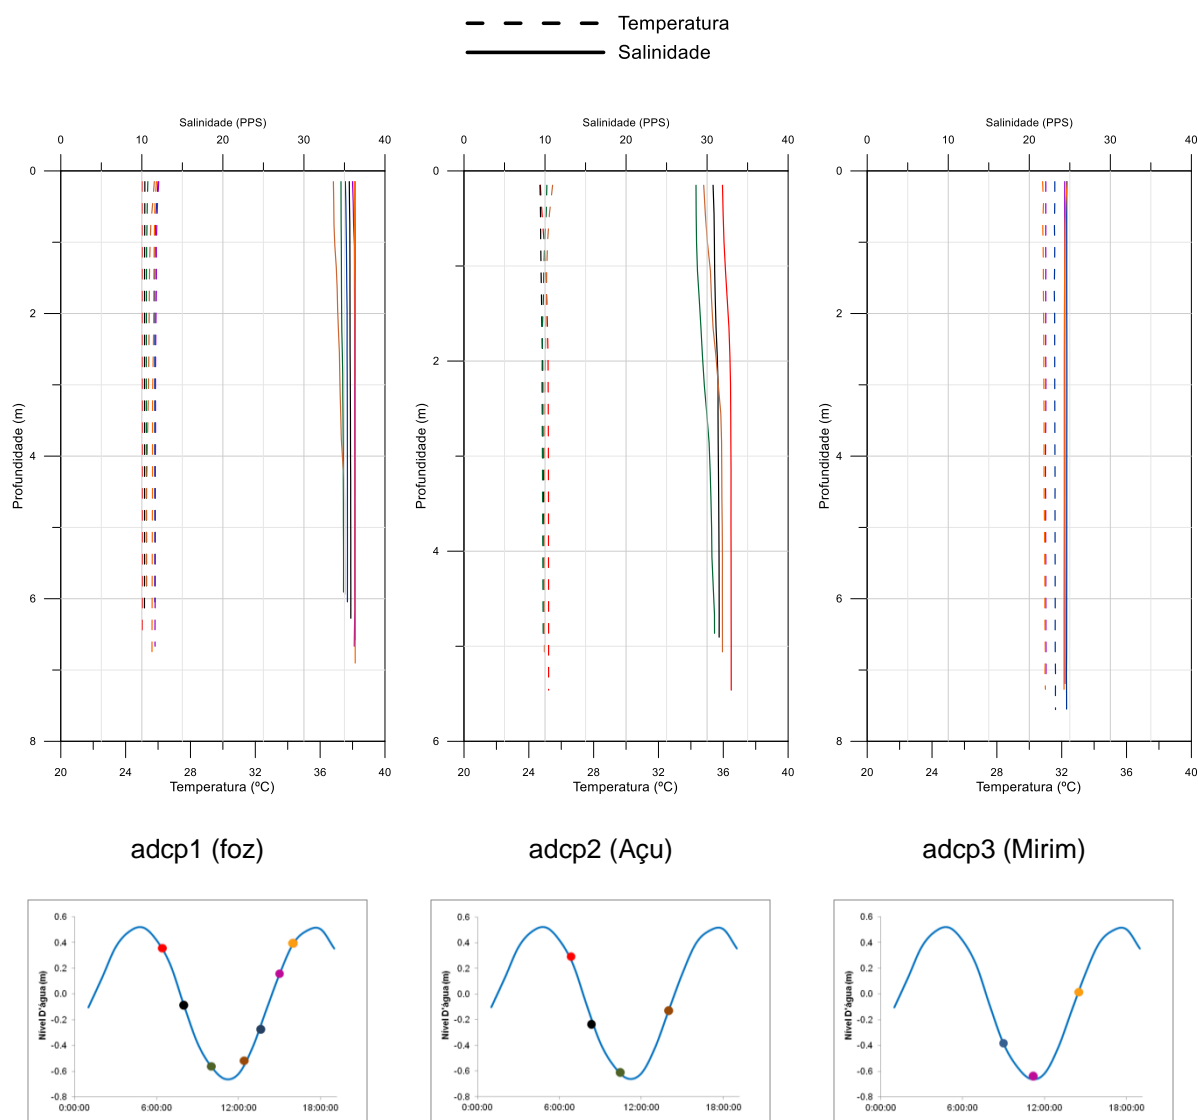 Temperatura
Salinidade
Salinidade (PPS)
0 10 20 30 40
0
2
4
6
8
Profundidade (m)
20 24 28 32 36 40
Temperatura (ºC)
Salinidade (PPS)
0 10 20 30 40
0
2
4
6
Profundidade (m)
20 24 28 32 36 40
Temperatura (ºC)
Salinidade (PPS)
0 10 20 30 40
0
2
4
6
8
Profundidade (m)
20 24 28 32 36 40
Temperatura (ºC)
adcp1 (foz)
adcp2 (Açu)
adcp3 (Mirim)
0.6
0.4
0.2
0.0
-0.2
-0.4
-0.6
-0.8
Nível D'água (m)
0:00:00 6:00:00 12:00:00 18:00:00
0.6
0.4
0.2
0.0
-0.2
-0.4
-0.6
-0.8
Nível D'água (m)
0:00:00 6:00:00 12:00:00 18:00:00
0.6
0.4
0.2
0.0
-0.2
-0.4
-0.6
-0.8
Nível D'água (m)
0:00:00 6:00:00 12:00:00 18:00:00